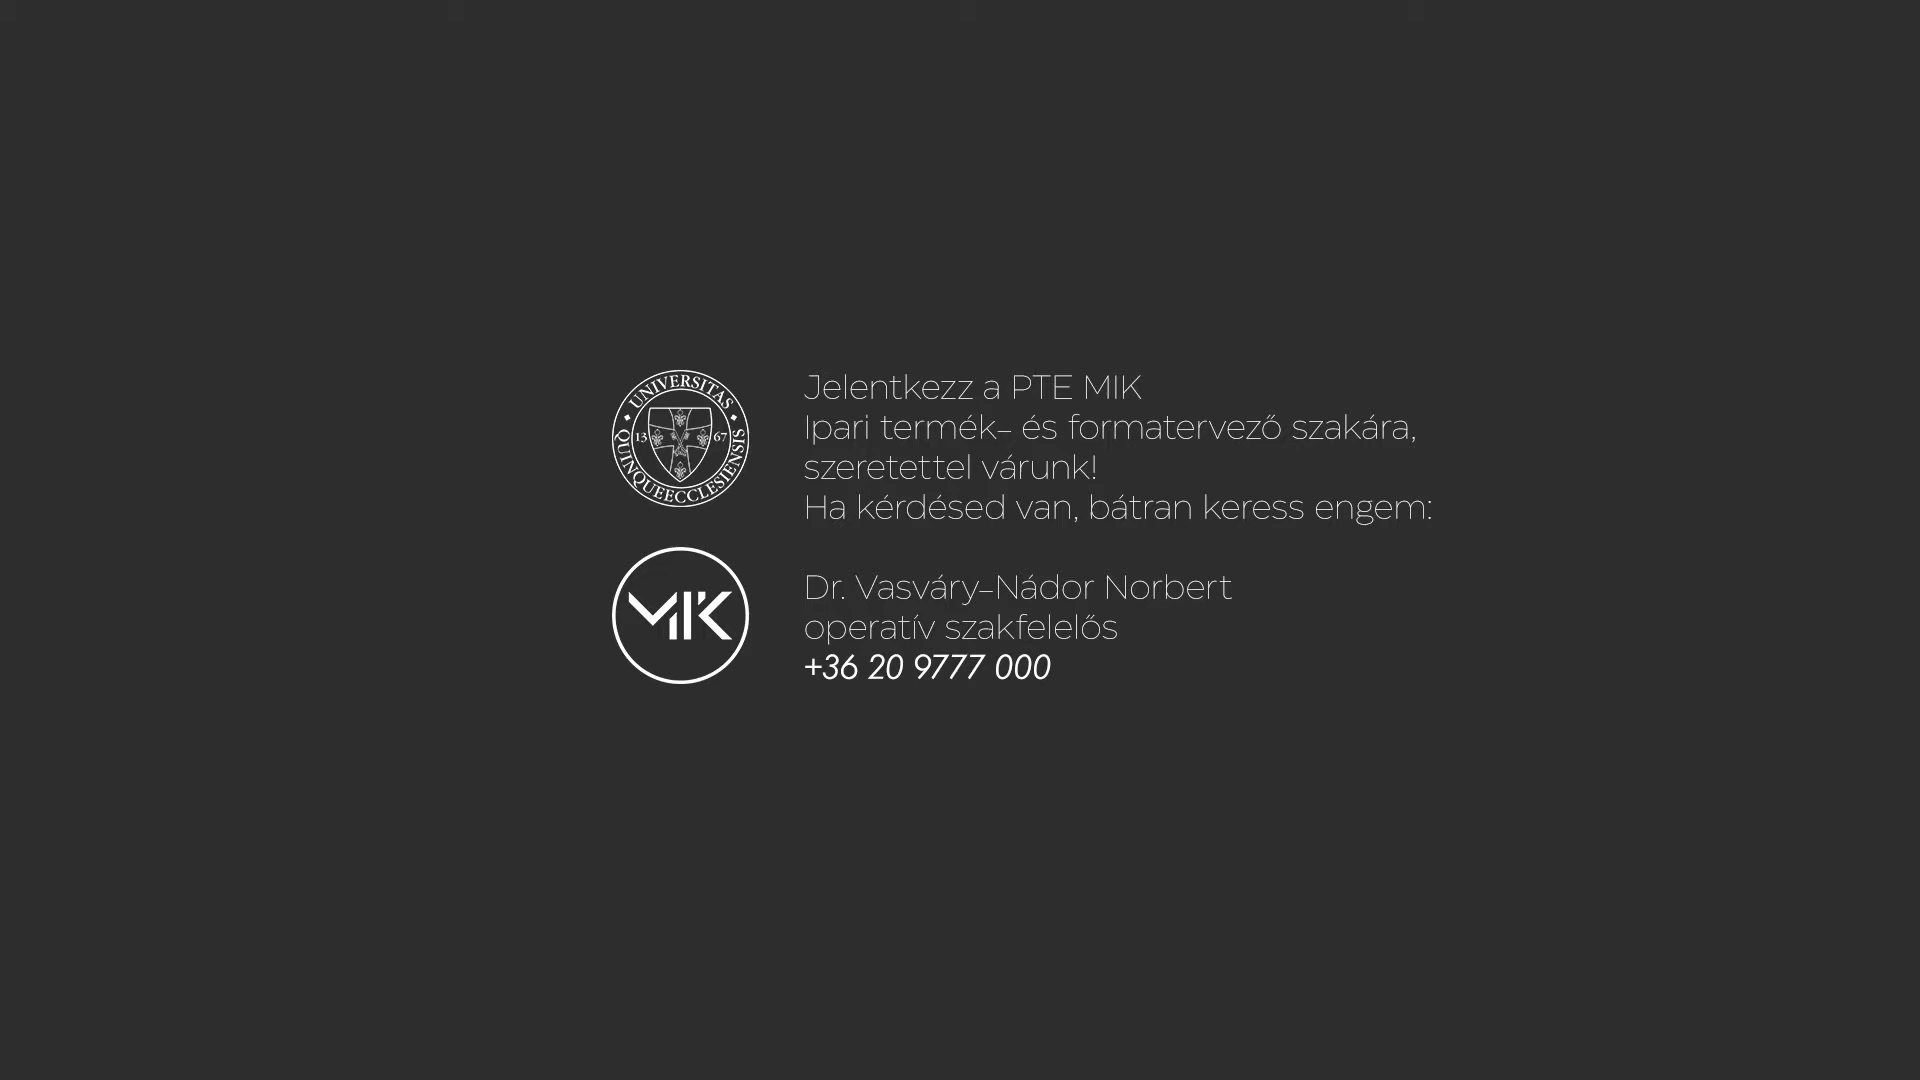 UNIVERSITAS
13 67
QUINQUEECCLESIENSIS
Jelentkezz a PTE MIK
Ipari termék- és formatervező szakára,
szeretettel várunk!
Ha kérdésed van, bátran keress engem:
MIK
Dr. Vasváry-Nádor Norbert
operatív szakfelelős
+36 20 9777 000